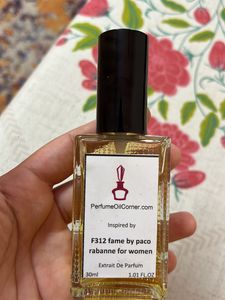 PerfumeOilCorner.com
Inspired by
F312 fame by paco
rabanne for women
Extrait De Parfum
30ml 1.01 FL.OZ